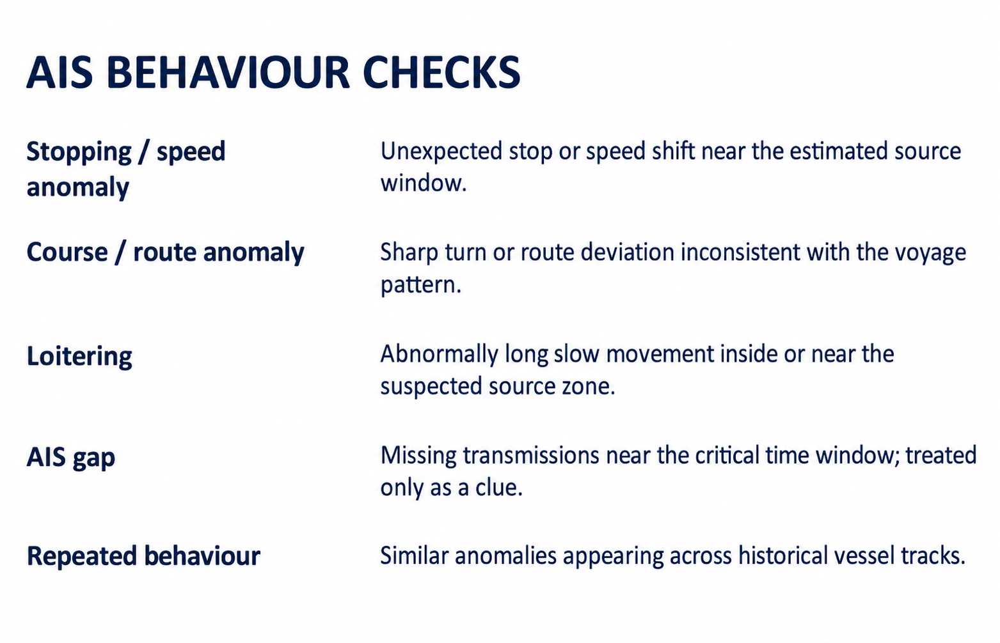 AIS BEHAVIOUR CHECKS
Stopping / speed
anomaly
Unexpected stop or speed shift near the estimated source
window.
Course / route anomaly
Sharp turn or route deviation inconsistent with the voyage
pattern.
Loitering
Abnormally long slow movement inside or near the
suspected source zone.
AIS gap
Missing transmissions near the critical time window; treated
only as a clue.
Repeated behaviour
Similar anomalies appearing across historical vessel tracks.